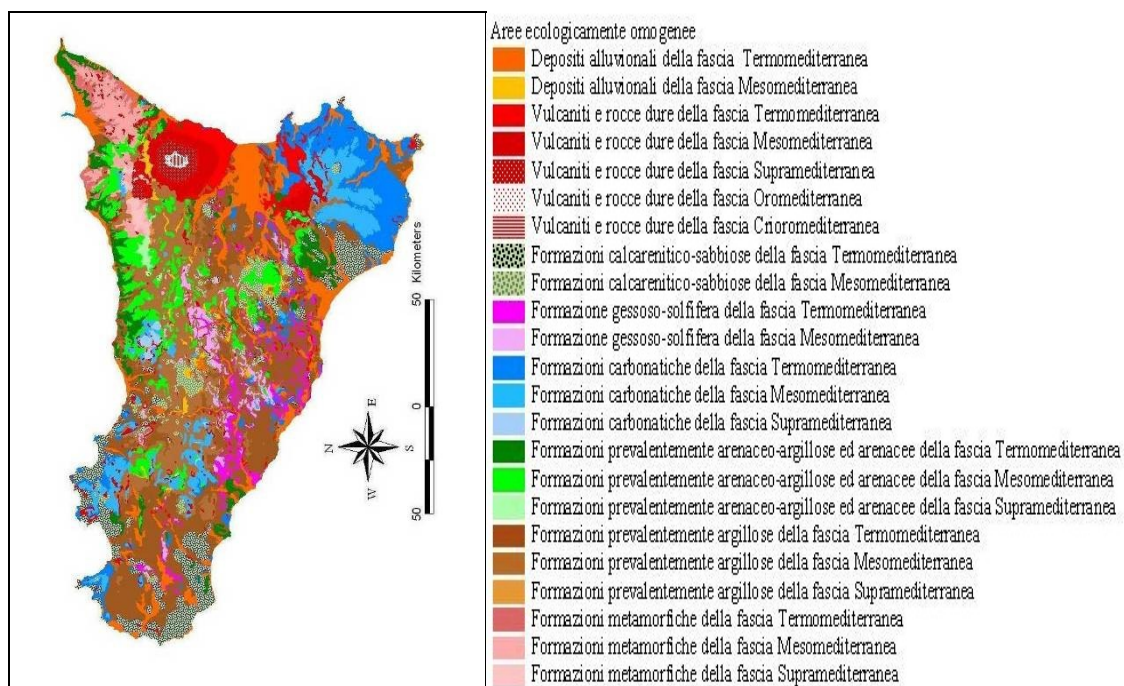 Aree ecologicamente omogenee
Depositi alluvionali della fascia Termomediterranea
Depositi alluvionali della fascia Mesomediterranea
Vulcaniti e rocce dure della fascia Termomediterranea
Vulcaniti e rocce dure della fascia Mesomediterranea
Vulcaniti e rocce dure della fascia Supramediterranea
Vulcaniti e rocce dure della fascia Oromediterranea
Vulcaniti e rocce dure della fascia Crioromediterranea
Formazioni calcarenitico-sabbiose della fascia Termomediterranea
Formazioni calcarenitico-sabbiose della fascia Mesomediterranea
Formazione gessoso-solfifera della fascia Termomediterranea
Formazione gessoso-solfifera della fascia Mesomediterranea
Formazioni carbonatiche della fascia Termomediterranea
Formazioni carbonatiche della fascia Mesomediterranea
Formazioni carbonatiche della fascia Supramediterranea
Formazioni prevalentemente arenaceo-argillose ed arenacee della fascia Termomediterranea
Formazioni prevalentemente arenaceo-argillose ed arenacee della fascia Mesomediterranea
Formazioni prevalentemente arenaceo-argillose ed arenacee della fascia Supramediterranea
Formazioni prevalentemente argillose della fascia Termomediterranea
Formazioni prevalentemente argillose della fascia Mesomediterranea
Formazioni prevalentemente argillose della fascia Supramediterranea
Formazioni metamorfiche della fascia Termomediterranea
Formazioni metamorfiche della fascia Mesomediterranea
Formazioni metamorfiche della fascia Supramediterranea
50 0 50 Kilometers
N
E
S
W